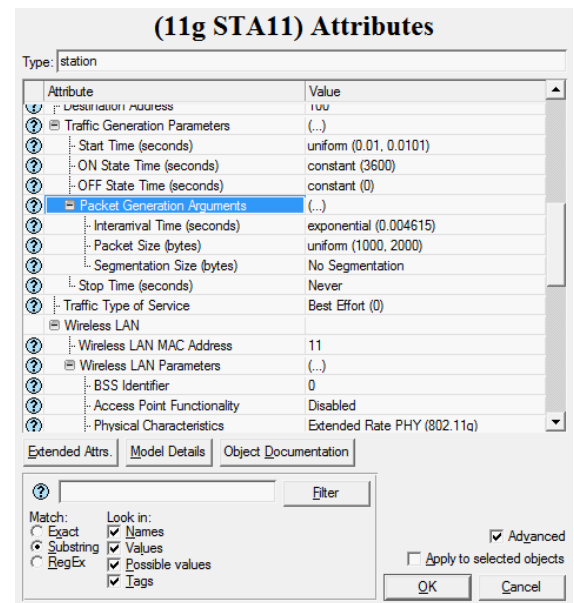 (11g STA11) Attributes
Type: station
Attribute Value
Destination Address 100
Traffic Generation Parameters (...)
Start Time (seconds) uniform (0.01, 0.0101)
ON State Time (seconds) constant (3600)
OFF State Time (seconds) constant (0)
Packet Generation Arguments (...)
Interarrival Time (seconds) exponential (0.004615)
Packet Size (bytes) uniform (1000, 2000)
Segmentation Size (bytes) No Segmentation
Stop Time (seconds) Never
Traffic Type of Service Best Effort (0)
Wireless LAN
Wireless LAN MAC Address 11
Wireless LAN Parameters (...)
BSS Identifier 0
Access Point Functionality Disabled
Physical Characteristics Extended Rate PHY (802.11g)
Extended Attrs. Model Details Object Documentation
Filter
Match: Look in:
Exact Names
Substring Values
RegEx Possible values
Tags
Advanced
Apply to selected objects
OK Cancel